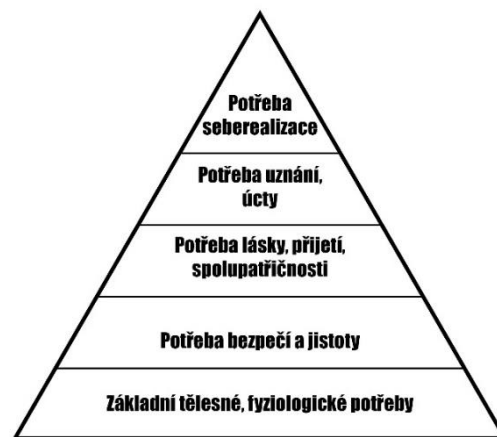 Potřeba
seberealizace
Potřeba uznání,
úcty
Potřeba lásky, přijetí,
spolupatřičnosti
Potřeba bezpečí a jistoty
Základní tělesné, fyziologické potřeby